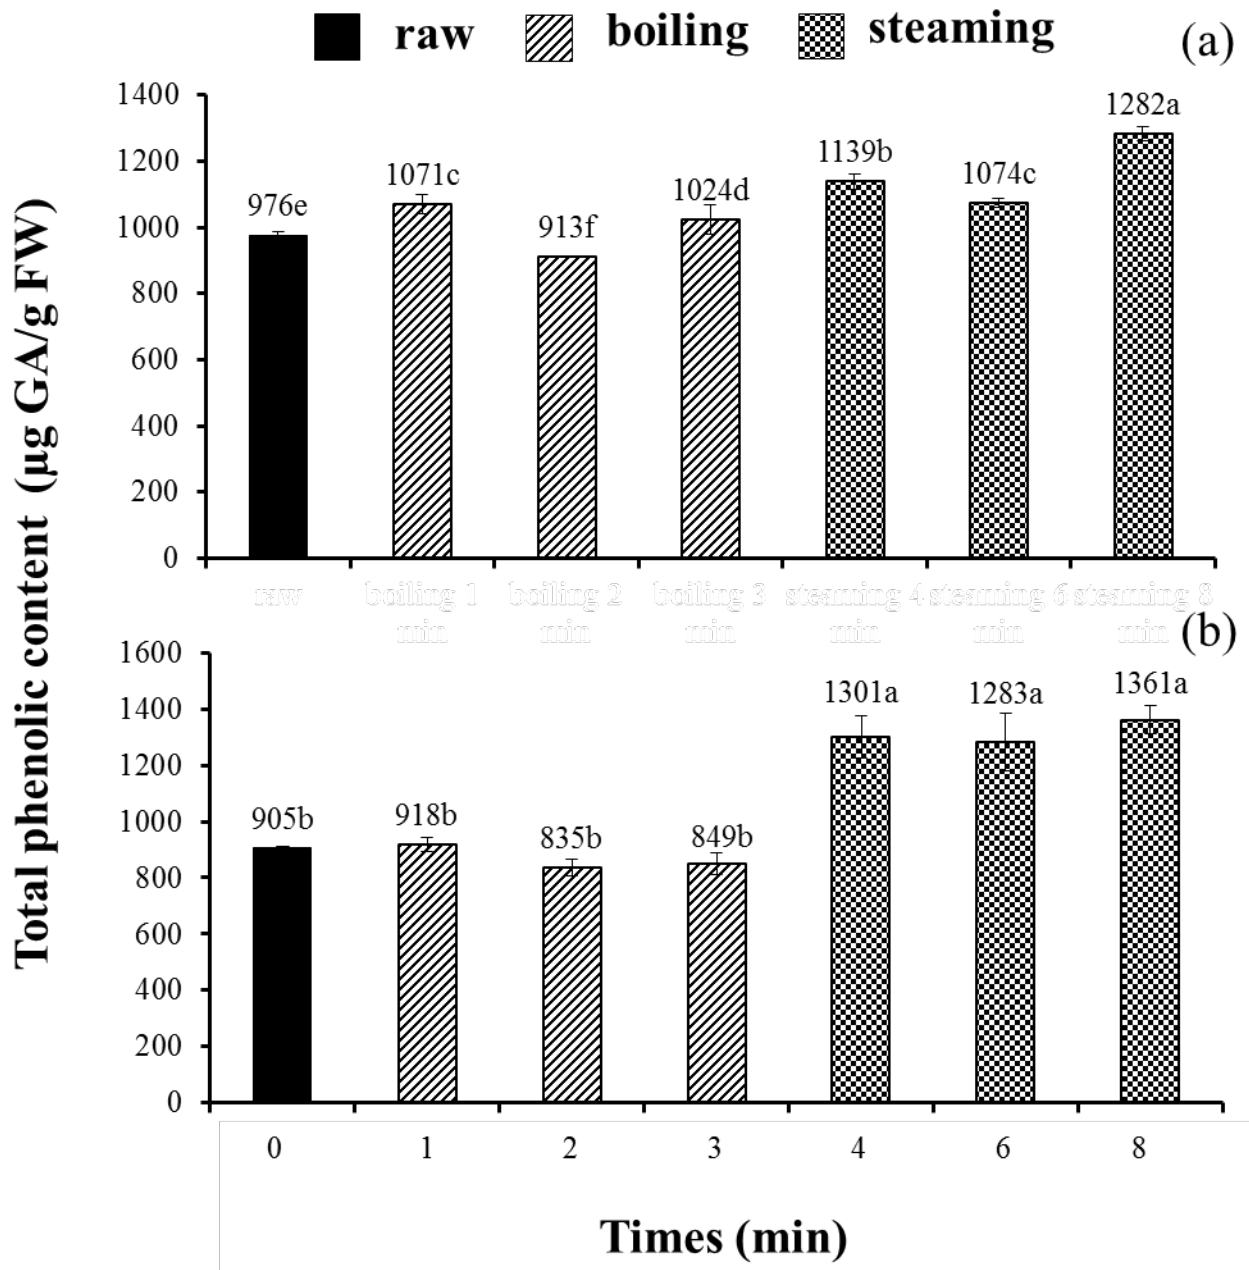 raw boiling steaming (a)
Total phenolic content (µg GA/g FW)
1400
1200
1000
800
600
400
200
0
976e
1071c
913f
1024d
1139b
1074c
1282a
raw boiling 1 boiling 2 boiling 3 steaming 4 steaming 6 steaming 8
min min min min min min
(b)
1600
1400
1200
1000
800
600
400
200
0
905b
918b
835b
849b
1301a
1283a
1361a
0 1 2 3 4 6 8
Times (min)